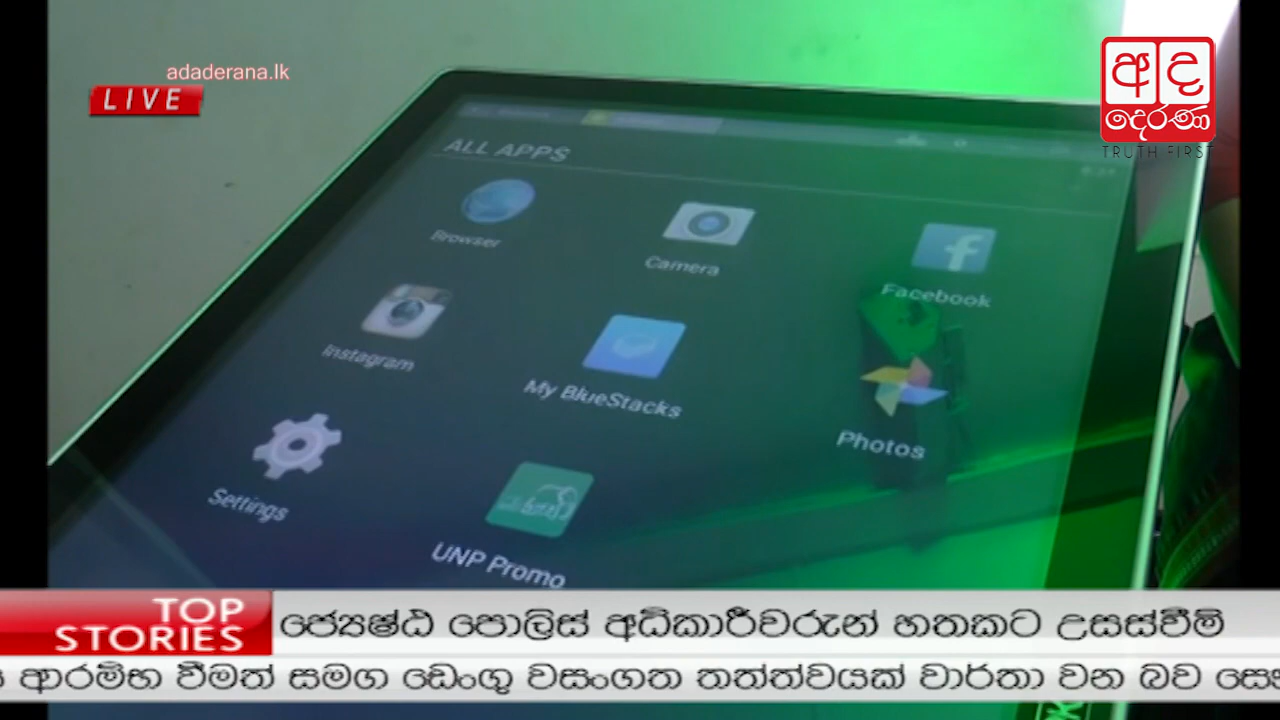 adaderana.lk
LIVE
අද
දෙරණ
TRUTH FIRST
ALL APPS
Browser
Camera
Facebook
Instagram
My BlueStacks
Photos
Settings
UNP Promo
TOP STORIES
ජ්‍යෙෂ්ඨ පොලිස් අධිකාරීවරුන් හතකට උසස්වීම්
ආරම්භ වීමත් සමග ඩෙංගු වසංගත තත්ත්වයක් වාර්තා වන බව